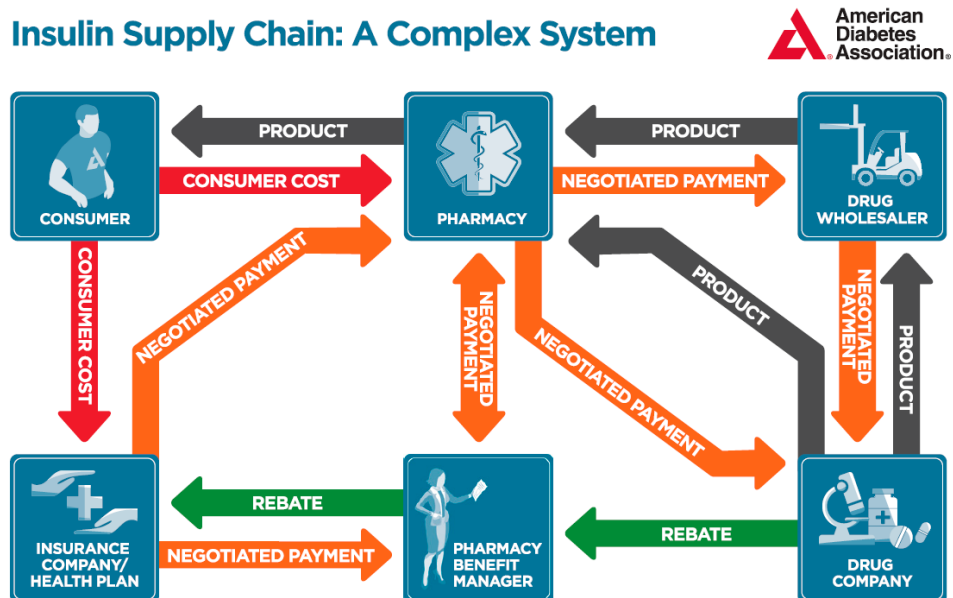 Insulin Supply Chain: A Complex System
American
Diabetes
Association®
CONSUMER
PRODUCT
CONSUMER COST
PHARMACY
PRODUCT
NEGOTIATED PAYMENT
DRUG
WHOLESALER
CONSUMER COST
NEGOTIATED PAYMENT
NEGOTIATED
PAYMENT
NEGOTIATED PAYMENT
PRODUCT
NEGOTIATED
PAYMENT
PRODUCT
INSURANCE
COMPANY/
HEALTH PLAN
REBATE
NEGOTIATED PAYMENT
PHARMACY
BENEFIT
MANAGER
REBATE
DRUG
COMPANY